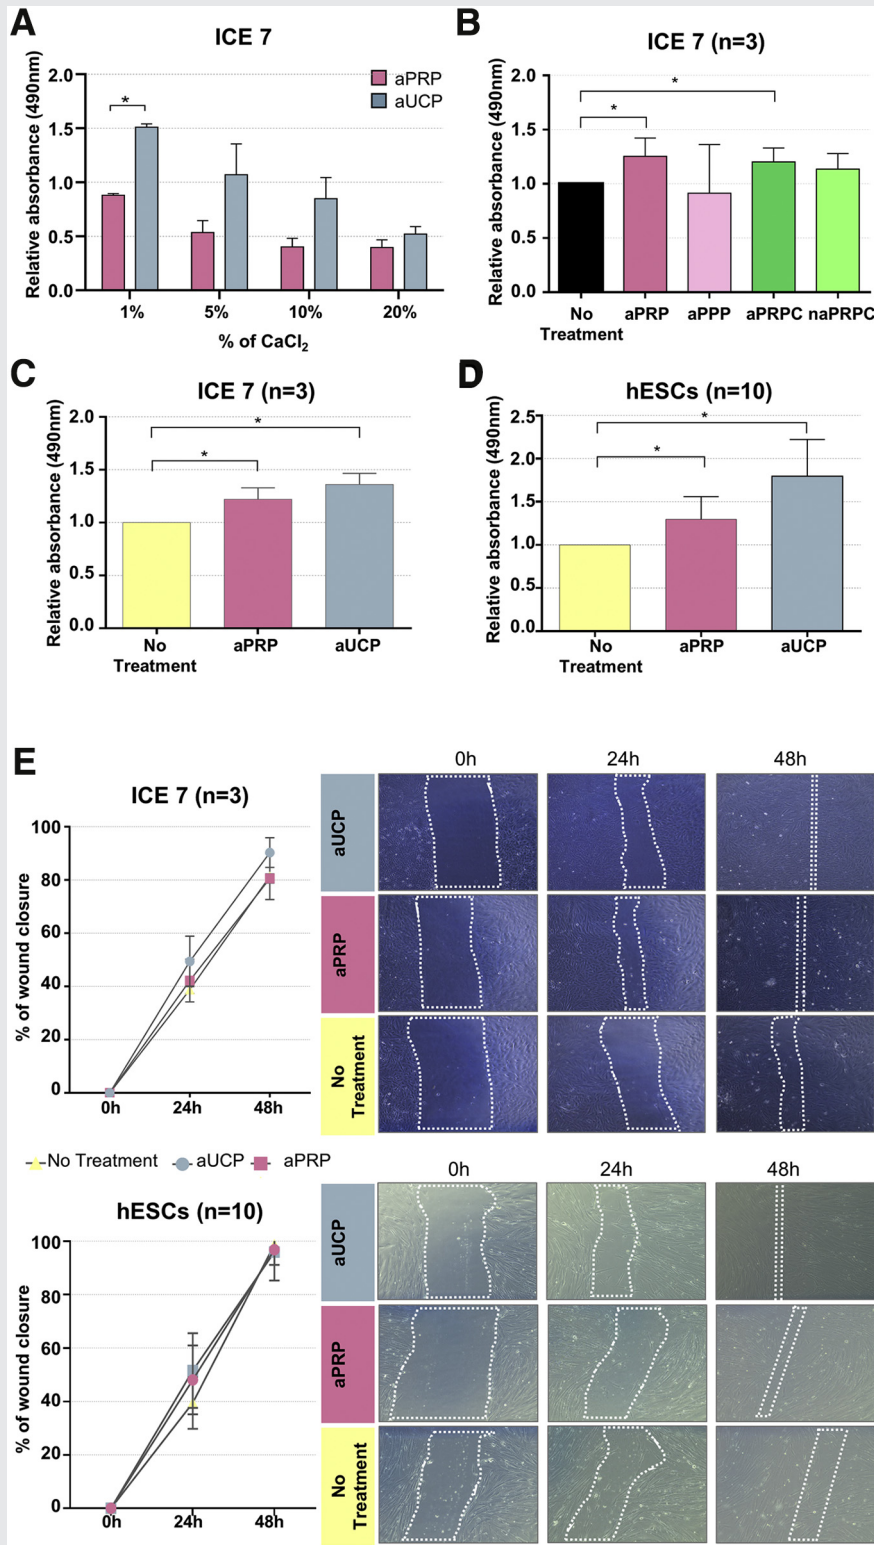 A
ICE 7
Relative absorbance (490nm)
2.0
1.5
1.0
0.5
0.0
*
aPRP
aUCP
1% 5% 10% 20%
% of CaCl₂
B
ICE 7 (n=3)
Relative absorbance (490nm)
2.0
1.5
1.0
0.5
0.0
*
*
No Treatment aPRP aPPP aPRPC naPRPC
C
ICE 7 (n=3)
Relative absorbance (490nm)
2.0
1.5
1.0
0.5
0.0
*
*
No Treatment aPRP aUCP
D
hESCs (n=10)
Relative absorbance (490nm)
2.5
2.0
1.5
1.0
0.5
0.0
*
*
No Treatment aPRP aUCP
E
ICE 7 (n=3)
% of wound closure
100
80
60
40
20
0
0h 24h 48h
0h 24h 48h
aUCP
aPRP
No Treatment
No Treatment aUCP aPRP
hESCs (n=10)
% of wound closure
100
80
60
40
20
0
0h 24h 48h
0h 24h 48h
aUCP
aPRP
No Treatment